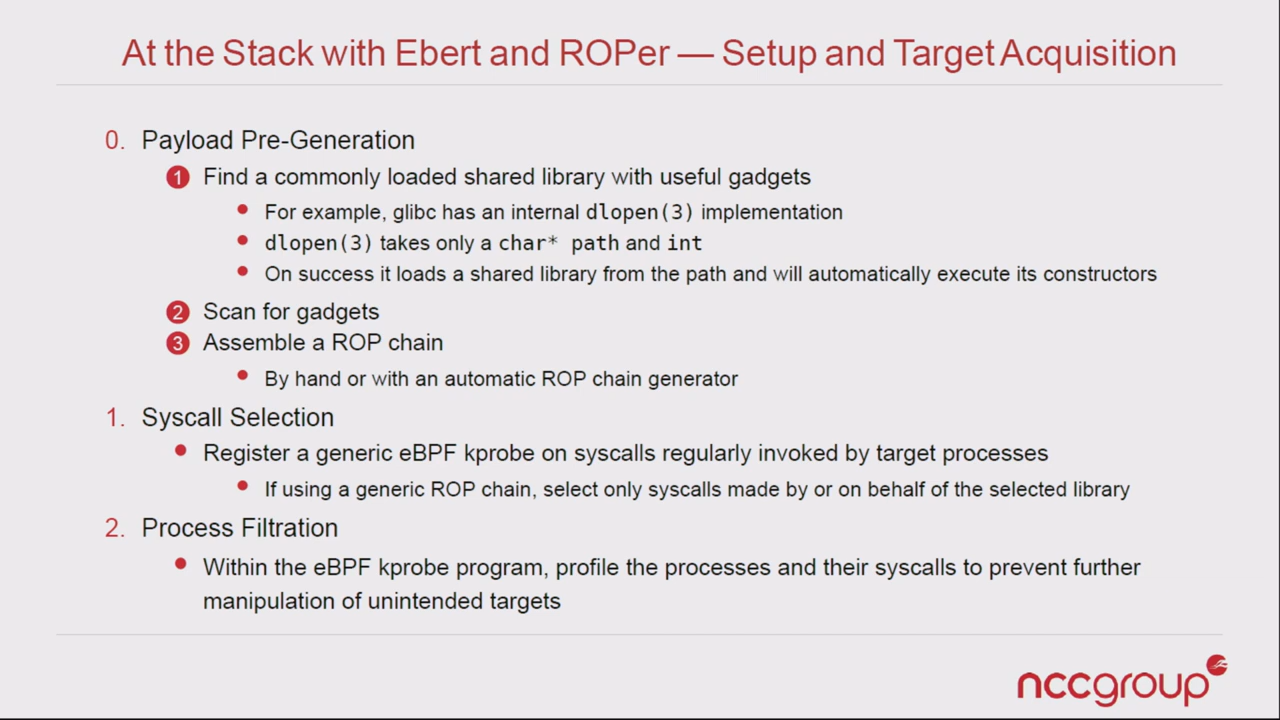 At the Stack with Ebert and ROPer — Setup and Target Acquisition
0. Payload Pre-Generation
1 Find a commonly loaded shared library with useful gadgets
• For example, glibc has an internal dlopen(3) implementation
• dlopen(3) takes only a char* path and int
• On success it loads a shared library from the path and will automatically execute its constructors
2 Scan for gadgets
3 Assemble a ROP chain
• By hand or with an automatic ROP chain generator
1. Syscall Selection
• Register a generic eBPF kprobe on syscalls regularly invoked by target processes
• If using a generic ROP chain, select only syscalls made by or on behalf of the selected library
2. Process Filtration
• Within the eBPF kprobe program, profile the processes and their syscalls to prevent further
manipulation of unintended targets
nccgroup